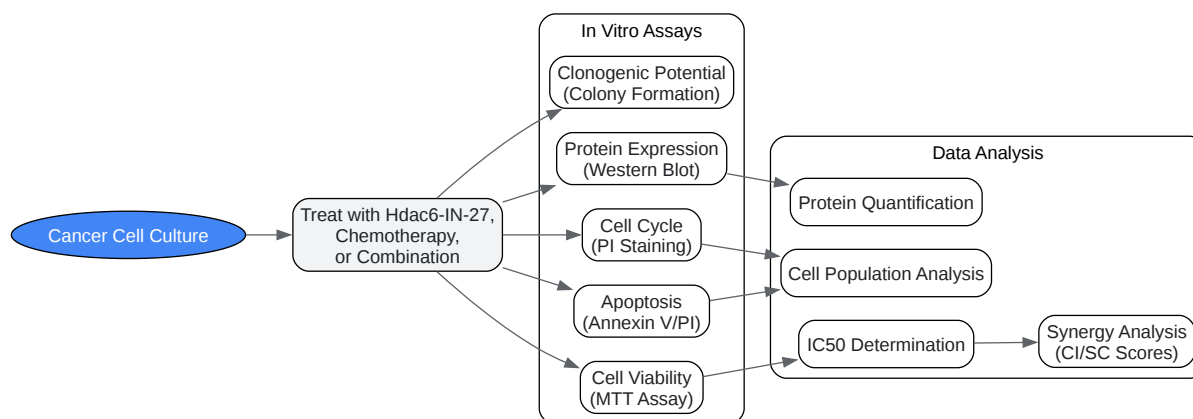 Cancer Cell Culture
Treat with Hdac6-IN-27,
Chemotherapy,
or Combination
In Vitro Assays
Clonogenic Potential
(Colony Formation)
Protein Expression
(Western Blot)
Cell Cycle
(PI Staining)
Apoptosis
(Annexin V/PI)
Cell Viability
(MTT Assay)
Data Analysis
Protein Quantification
Cell Population Analysis
IC50 Determination
Synergy Analysis
(CI/SC Scores)